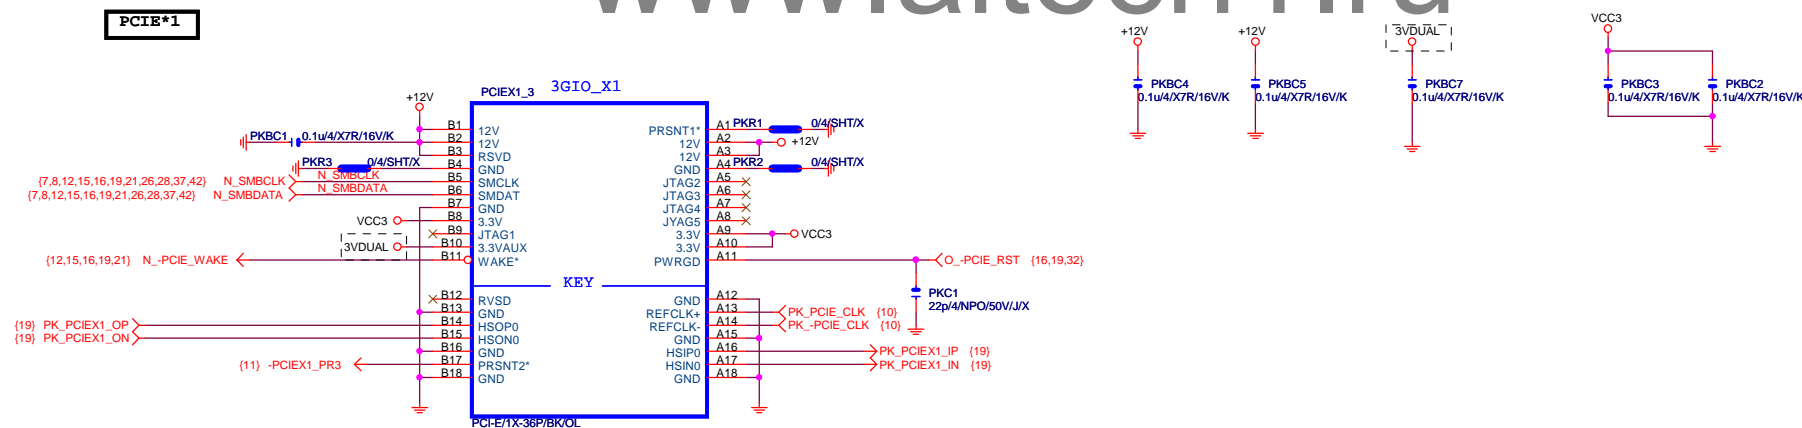 PCIE*1
+12V
+12V
3VDUAL
VCC3
PKBC4
0.1u/4/X7R/16V/K
PKBC5
0.1u/4/X7R/16V/K
PKBC7
0.1u/4/X7R/16V/K
PKBC3
0.1u/4/X7R/16V/K
PKBC2
0.1u/4/X7R/16V/K
PCIEX1_3
3GIO_X1
+12V
PKBC1 0.1u/4/X7R/16V/K
B1 12V PRSNT1* A1 PKR1 0/4/SHT/X
B2 12V 12V A2 +12V
B3 RSVD 12V A3
PKR3 0/4/SHT/X B4 GND GND A4 PKR2 0/4/SHT/X
{7,8,12,15,16,19,21,26,28,37,42} N_SMBCLK N_SMBCLK B5 SMCLK JTAG2 A5
{7,8,12,15,16,19,21,26,28,37,42} N_SMBDATA N_SMBDATA B6 SMDAT JTAG3 A6
B7 GND JTAG4 A7
VCC3 B8 3.3V JYAG5 A8
B9 JTAG1 3.3V A9 VCC3
3VDUAL B10 3.3VAUX 3.3V A10
{12,15,16,19,21} N_-PCIE_WAKE B11 WAKE* PWRGD A11 O_-PCIE_RST {16,19,32}
KEY
PKC1
22p/4/NPO/50V/J/X
B12 RVSD GND A12
B13 GND REFCLK+ A13 PK_PCIE_CLK {10}
{19} PK_PCIEX1_OP B14 HSOP0 REFCLK- A14 PK_-PCIE_CLK {10}
{19} PK_PCIEX1_ON B15 HSON0 GND A15
B16 GND HSIP0 A16 PK_PCIEX1_IP {19}
{11} -PCIEX1_PR3 B17 PRSNT2* HSIN0 A17 PK_PCIEX1_IN {19}
B18 GND GND A18
PCI-E/1X-36P/BK/OL